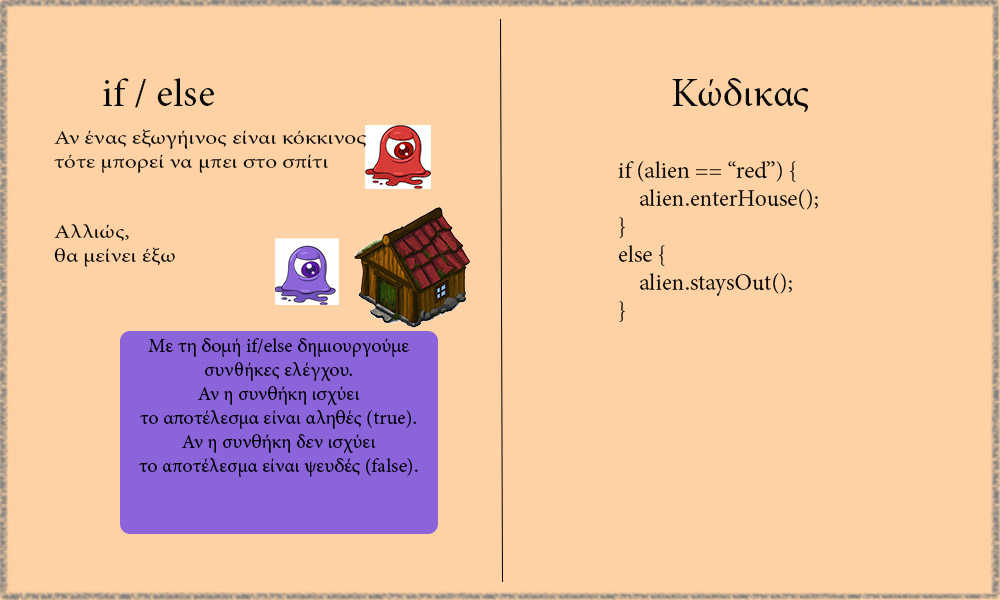 if / else
Αν ένας εξωγήινος είναι κόκκινος
τότε μπορεί να μπει στο σπίτι
Αλλιώς,
θα μείνει έξω
Με τη δομή if/else δημιουργούμε
συνθήκες ελέγχου.
Αν η συνθήκη ισχύει
το αποτέλεσμα είναι αληθές (true).
Αν η συνθήκη δεν ισχύει
το αποτέλεσμα είναι ψευδές (false).
Κώδικας
if (alien == “red”) {
alien.enterHouse();
}
else {
alien.staysOut();
}